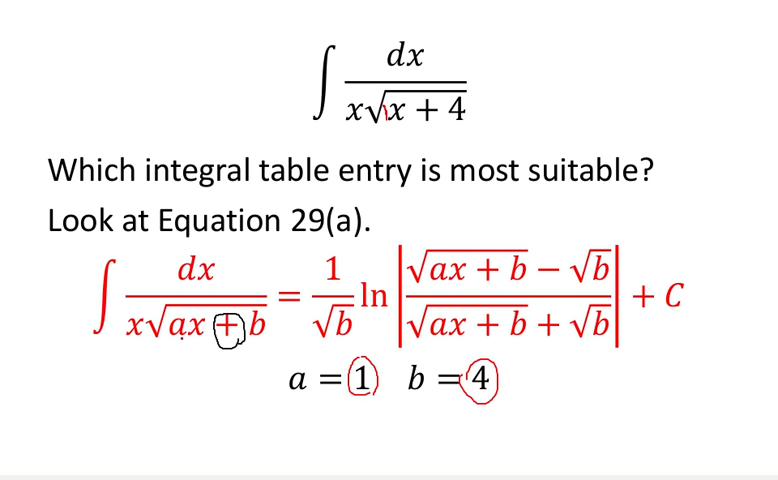 ∫ dx / (x√(x + 4))
Which integral table entry is most suitable?
Look at Equation 29(a).
∫ dx / (x√(ax + b)) = 1/√b ln |(√(ax + b) − √b) / (√(ax + b) + √b)| + C
a = 1 b = 4